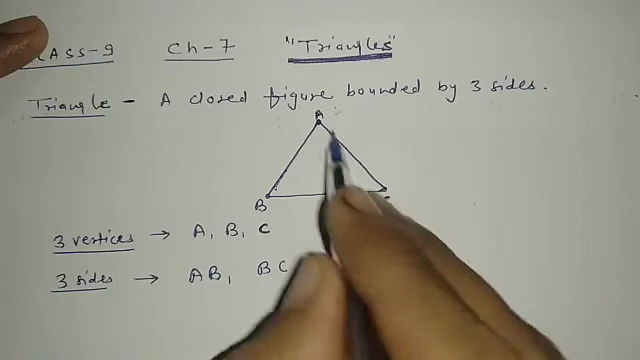 CLASS-9 Ch-7 "Triangles"
Triangle - A closed figure bounded by 3 sides.
A
B
3 vertices → A, B, C
3 sides → AB, BC